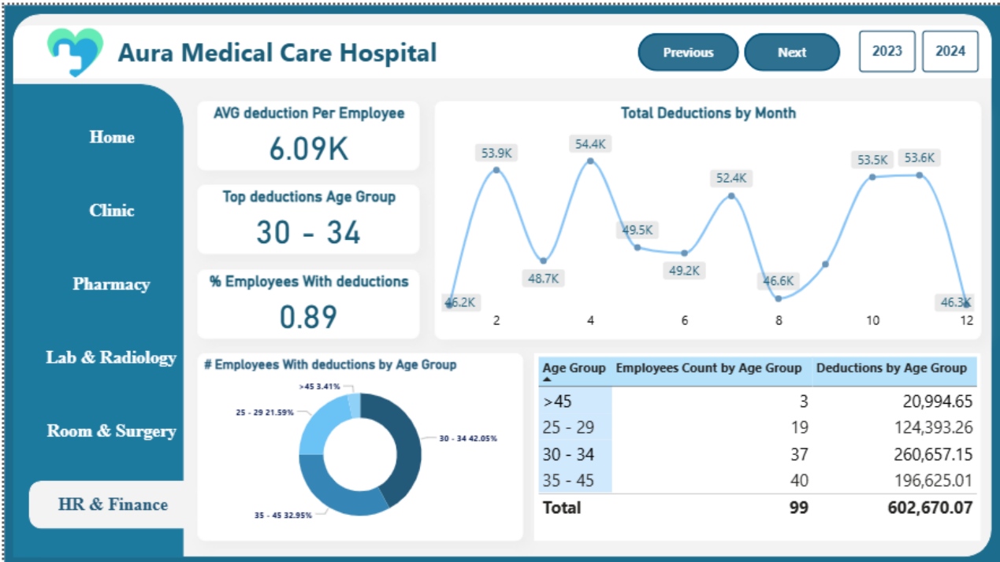 Aura Medical Care Hospital
Previous
Next
2023
2024
Home
Clinic
Pharmacy
Lab & Radiology
Room & Surgery
HR & Finance
AVG deduction Per Employee
6.09K
Top deductions Age Group
30 - 34
% Employees With deductions
0.89
Total Deductions by Month
46.2K
53.9K
48.7K
54.4K
49.5K
49.2K
52.4K
46.6K
53.5K
53.6K
46.3K
2 4 6 8 10 12
# Employees With deductions by Age Group
>45 3.41%
25 - 29 21.59%
30 - 34 42.05%
35 - 45 32.95%
Age Group Employees Count by Age Group Deductions by Age Group
>45 3 20,994.65
25 - 29 19 124,393.26
30 - 34 37 260,657.15
35 - 45 40 196,625.01
Total 99 602,670.07